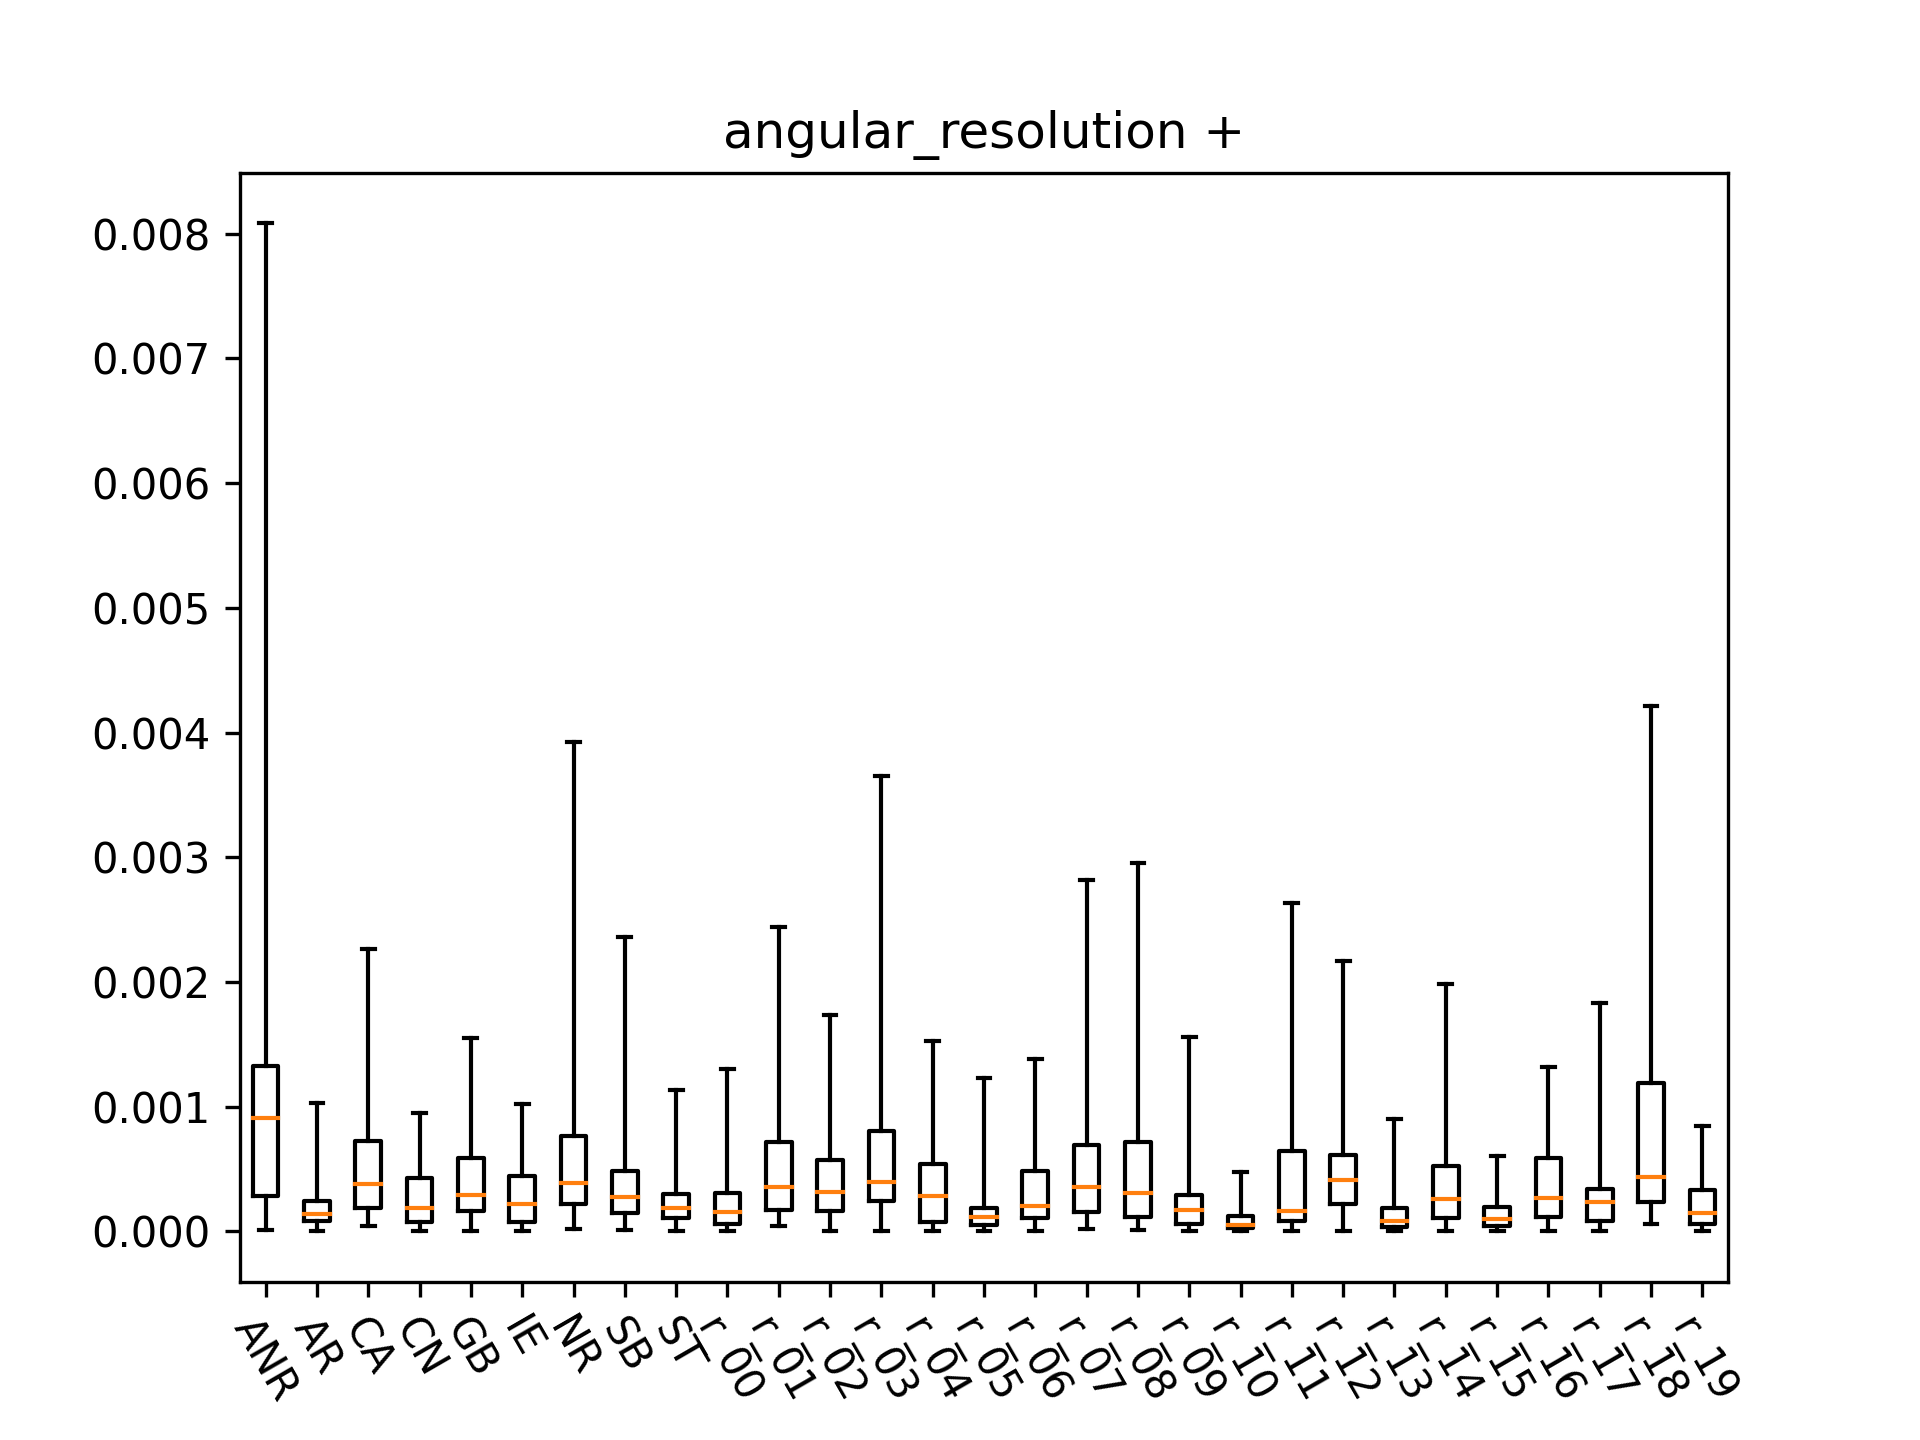 angular_resolution +
0.008
0.007
0.006
0.005
0.004
0.003
0.002
0.001
0.000
ANR
AR
CA
CN
GB
IE
NR
SB
ST
r_00
r_01
r_02
r_03
r_04
r_05
r_06
r_07
r_08
r_09
r_10
r_11
r_12
r_13
r_14
r_15
r_16
r_17
r_18
r_19